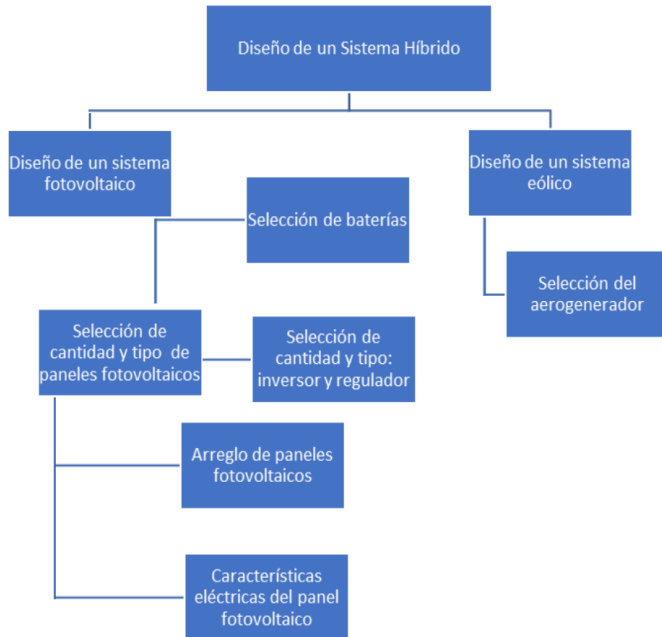 Diseño de un Sistema Híbrido
Diseño de un sistema
fotovoltaico
Diseño de un sistema
eólico
Selección de baterías
Selección del
aerogenerador
Selección de
cantidad y tipo de
paneles fotovoltaicos
Selección de
cantidad y tipo:
inversor y regulador
Arreglo de paneles
fotovoltaicos
Características
eléctricas del panel
fotovoltaico